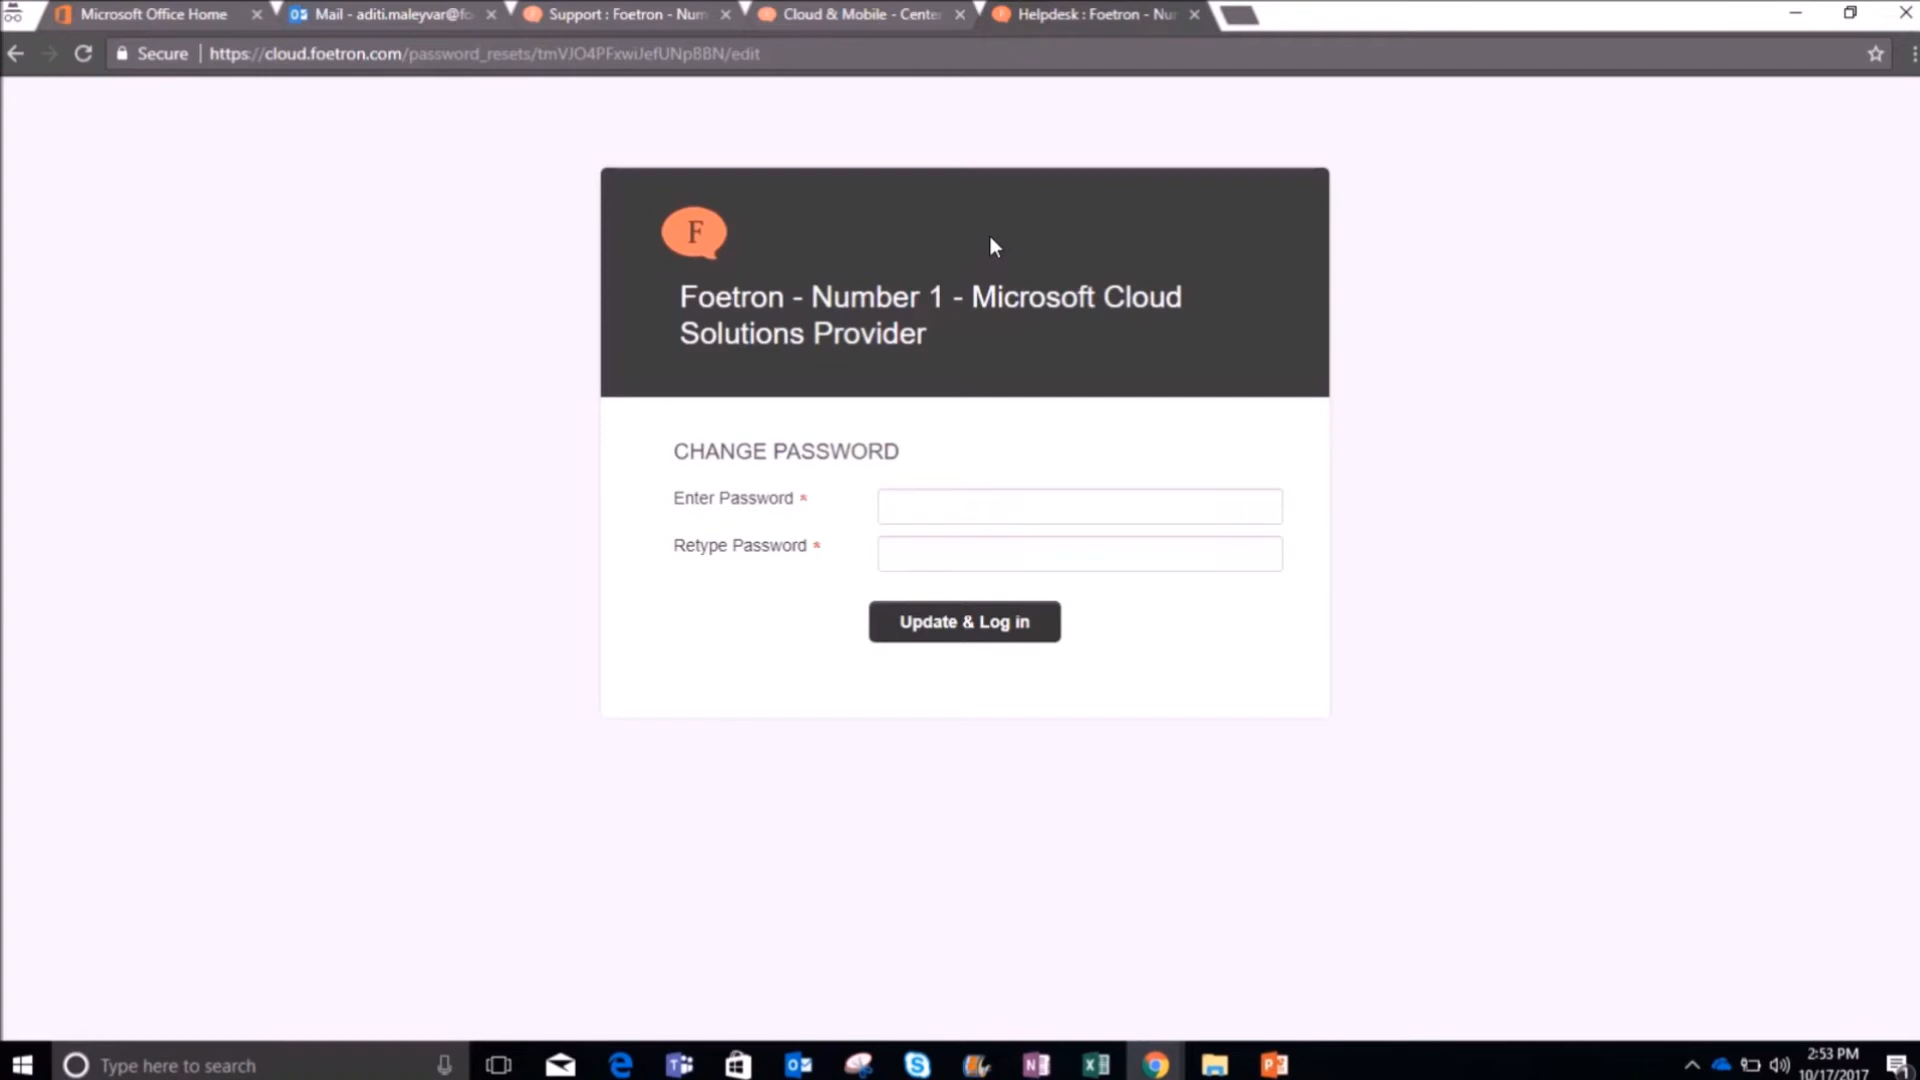 Microsoft Office Home
Mail - aditi.maleyvar@fo
Support : Foetron - Num
Cloud & Mobile - Center
Helpdesk : Foetron - Nu
Secure
https://cloud.foetron.com/password_resets/tmVJO4PFxwiJefUNpBBN/edit
F
Foetron - Number 1 - Microsoft Cloud
Solutions Provider
CHANGE PASSWORD
Enter Password *
Retype Password *
Update & Log in
Type here to search
2:53 PM
10/17/2017